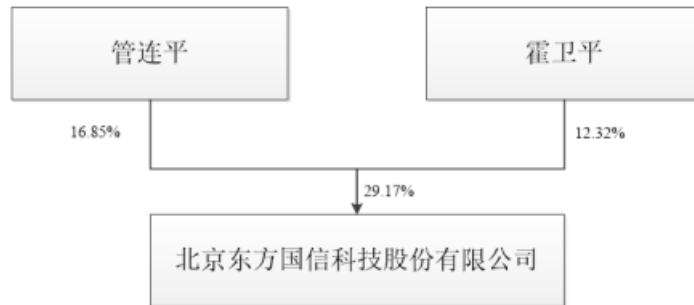 管连平
霍卫平
16.85%
12.32%
29.17%
北京东方国信科技股份有限公司